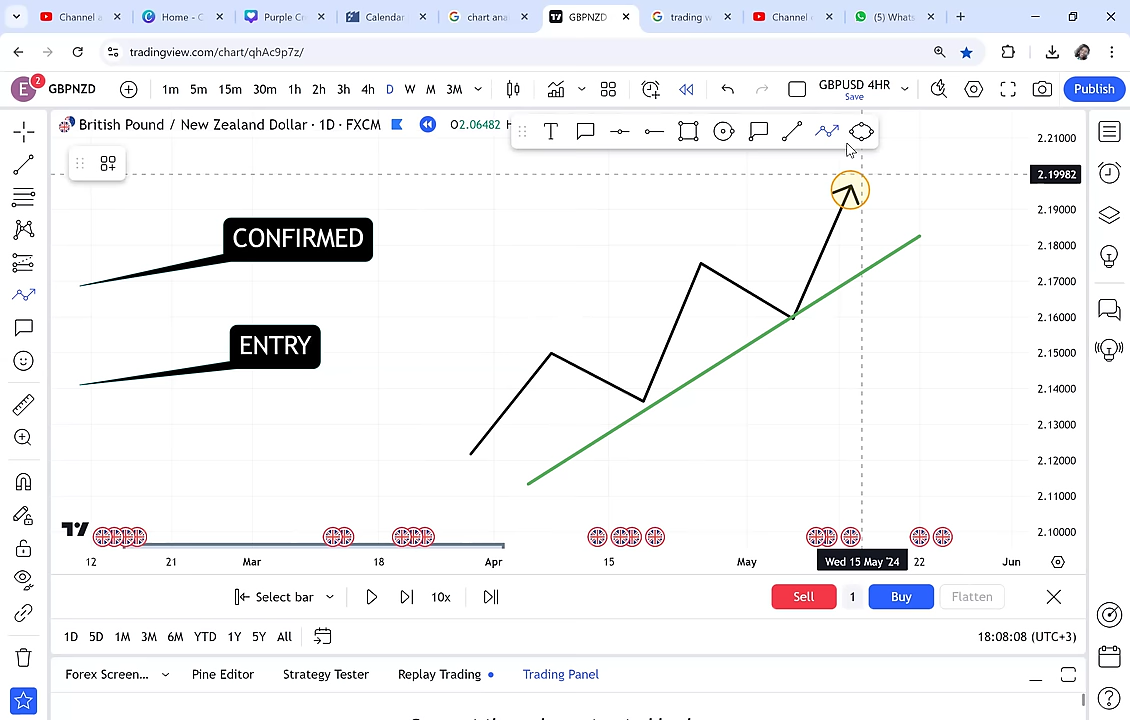 Channel a
Home - C
Purple Cr
Calendar
chart ana
GBPNZD
trading w
Channel
(5) Whats
tradingview.com/chart/qhAc9p7z/
E
2
GBPNZD
1m 5m 15m 30m 1h 2h 3h 4h D W M 3M
GBPUSD 4HR
Save
Publish
British Pound / New Zealand Dollar · 1D · FXCM
O2.06482
T
2.21000
2.19982
2.19000
2.18000
2.17000
2.16000
2.15000
2.14000
2.13000
2.12000
2.11000
2.10000
CONFIRMED
ENTRY
12 21 Mar 18 Apr 15 May Wed 15 May '24 22 Jun
Select bar
10x
Sell
1
Buy
Flatten
1D 5D 1M 3M 6M YTD 1Y 5Y All
18:08:08 (UTC+3)
Forex Screen...
Pine Editor
Strategy Tester
Replay Trading
Trading Panel